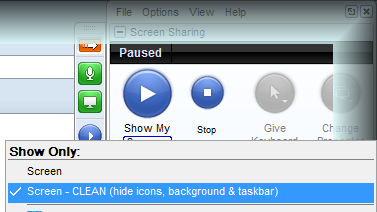 File Options View Help
Screen Sharing
Paused
Show My
Stop
Give
Change
Keyboard
Show Only:
Screen
Screen - CLEAN (hide icons, background & taskbar)